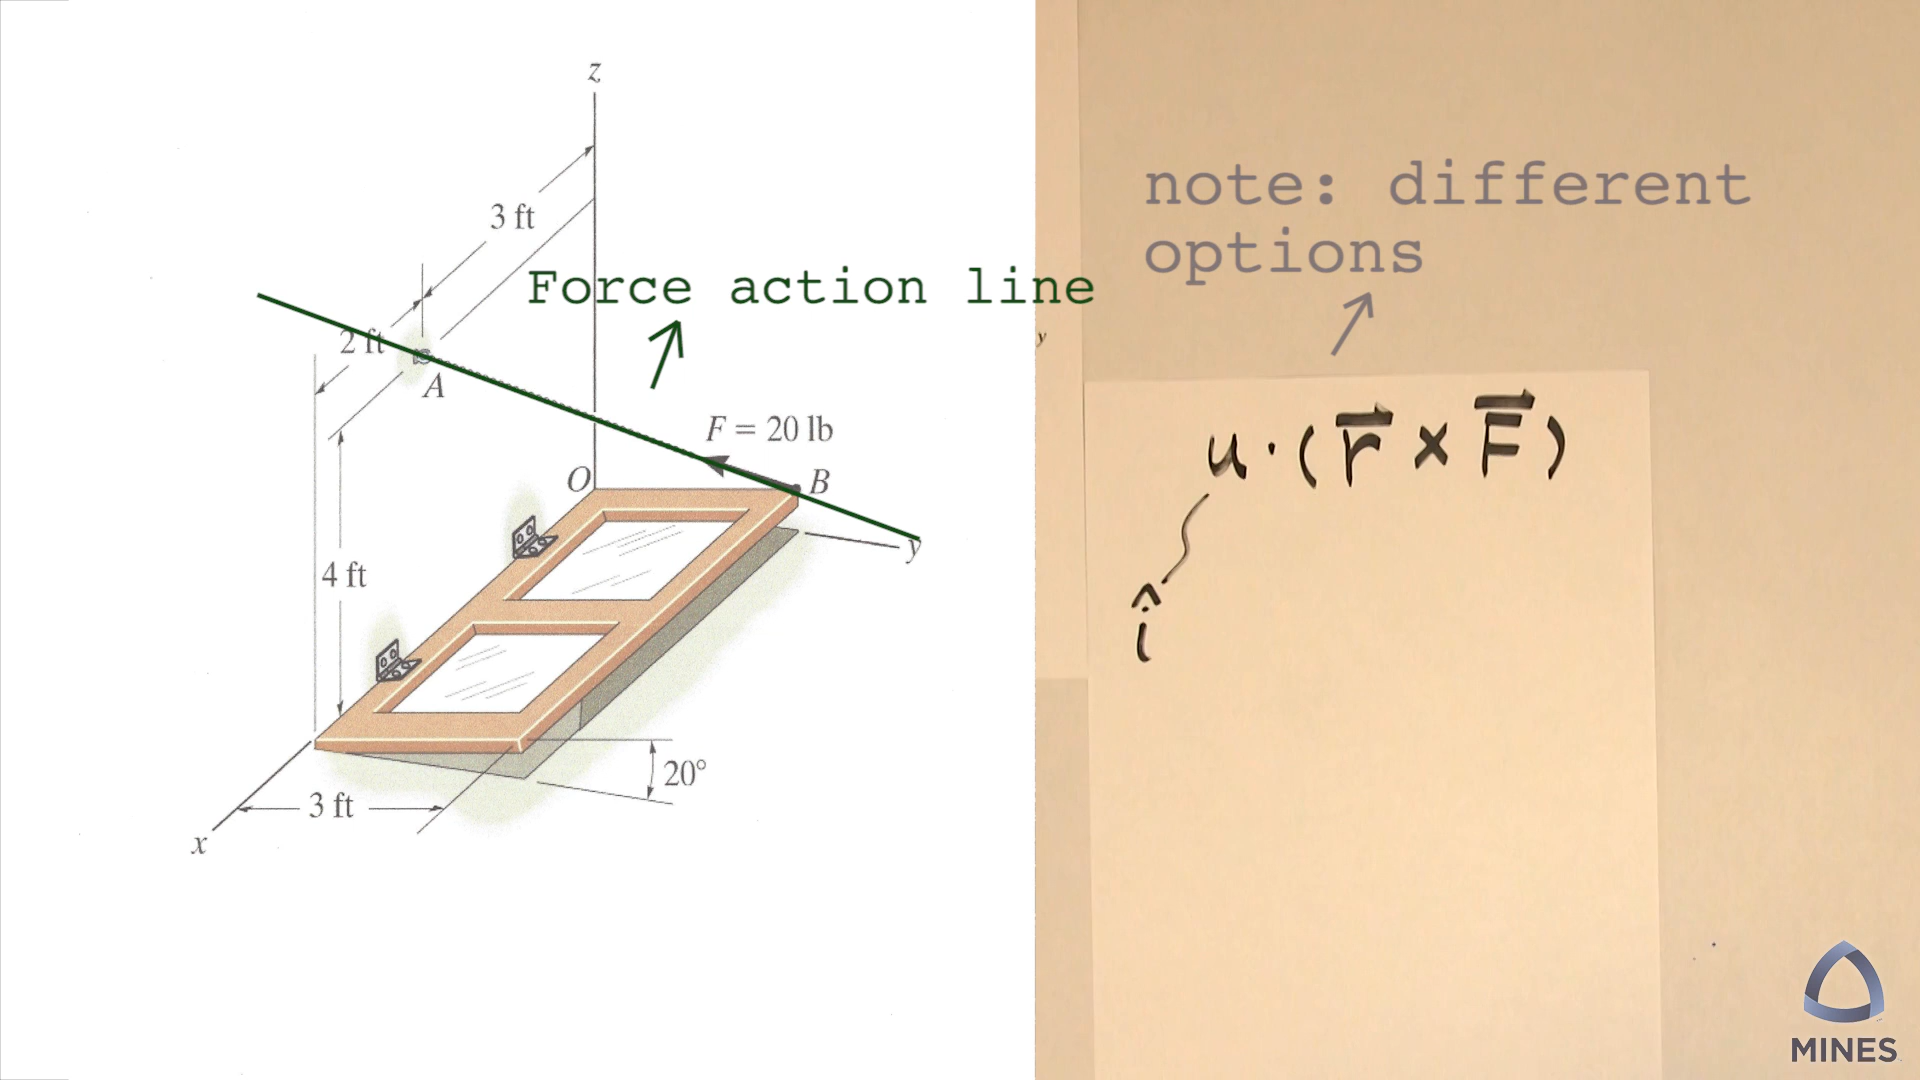 z
3 ft
Force action line
2 ft
A
F = 20 lb
O
B
y
4 ft
20°
3 ft
x
note: different
options
y
u · ( r⃗ × F⃗ )
î
MINES